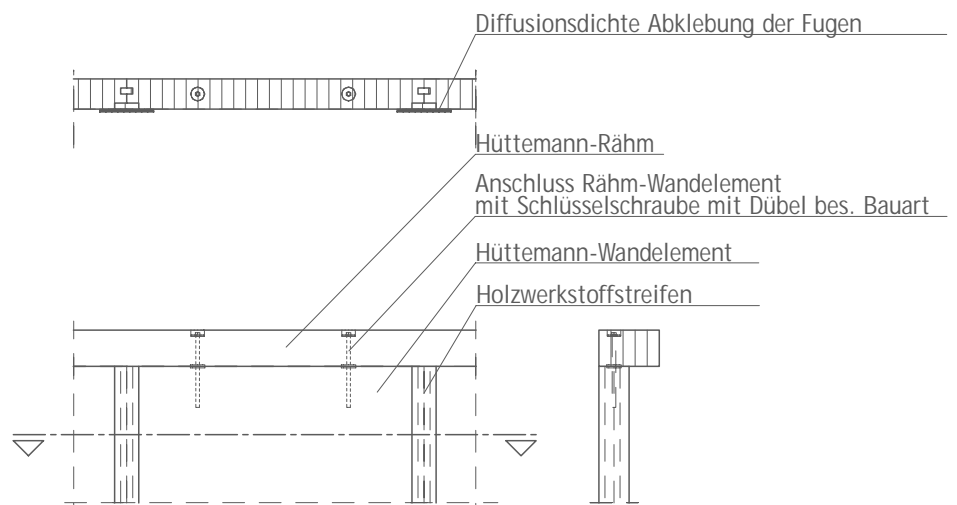 Diffusionsdichte Abklebung der Fugen
Hüttemann-Rähm
Anschluss Rähm-Wandelement
mit Schlüsselschraube mit Dübel bes. Bauart
Hüttemann-Wandelement
Holzwerkstoffstreifen